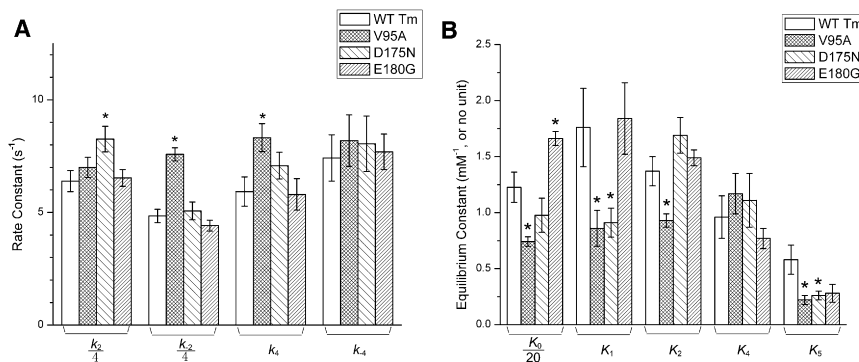 A
WT Tm
V95A
D175N
E180G
Rate Constant (s⁻¹)
10
5
0
*
*
*
k₂/4
k₋₂/4
k₄
k₋₄
B
WT Tm
V95A
D175N
E180G
Equilibrium Constant (mM⁻¹, or no unit)
2.5
2.0
1.5
1.0
0.5
0.0
*
*
*
*
*
*
*
K₀/20
K₁
K₂
K₄
K₅